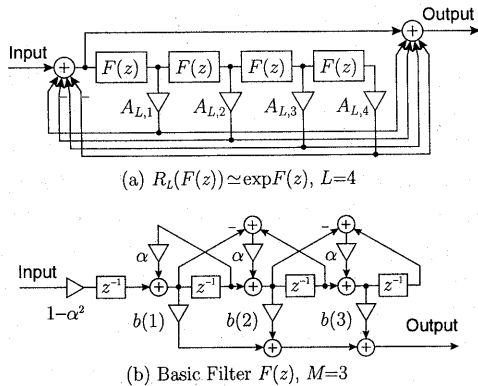 Output
Input
F(z) F(z) F(z) F(z)
− −
A_{L,1} A_{L,2} A_{L,3} A_{L,4}
(a) R_L(F(z))≃expF(z), L=4
− −
α α α
Input
z⁻¹ z⁻¹ z⁻¹ z⁻¹
1−α²
b(1) b(2) b(3)
Output
(b) Basic Filter F(z), M=3